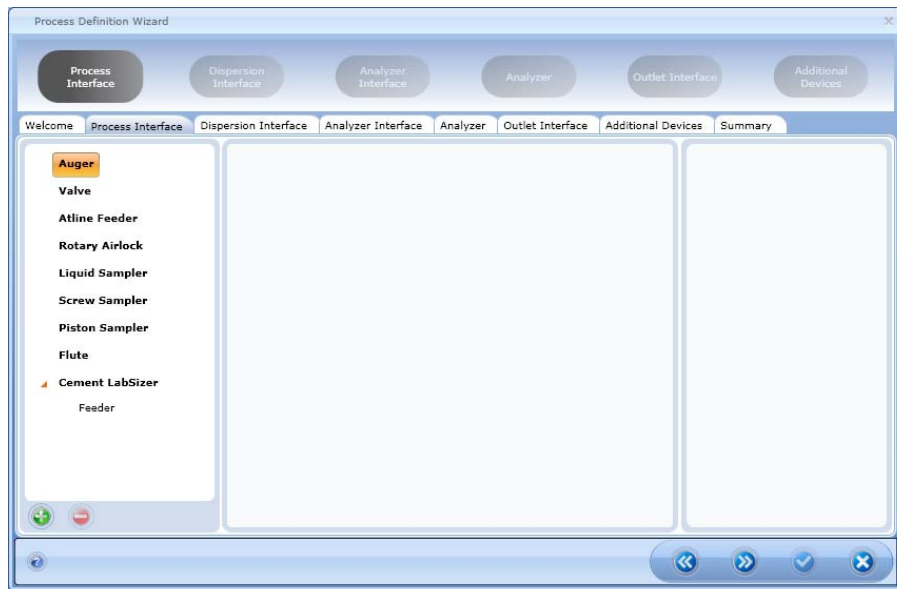 Process Definition Wizard
Process
Interface
Dispersion
Interface
Analyzer
Interface
Analyzer
Outlet Interface
Additional
Devices
Welcome Process Interface Dispersion Interface Analyzer Interface Analyzer Outlet Interface Additional Devices Summary
Auger
Valve
Atline Feeder
Rotary Airlock
Liquid Sampler
Screw Sampler
Piston Sampler
Flute
Cement LabSizer
Feeder